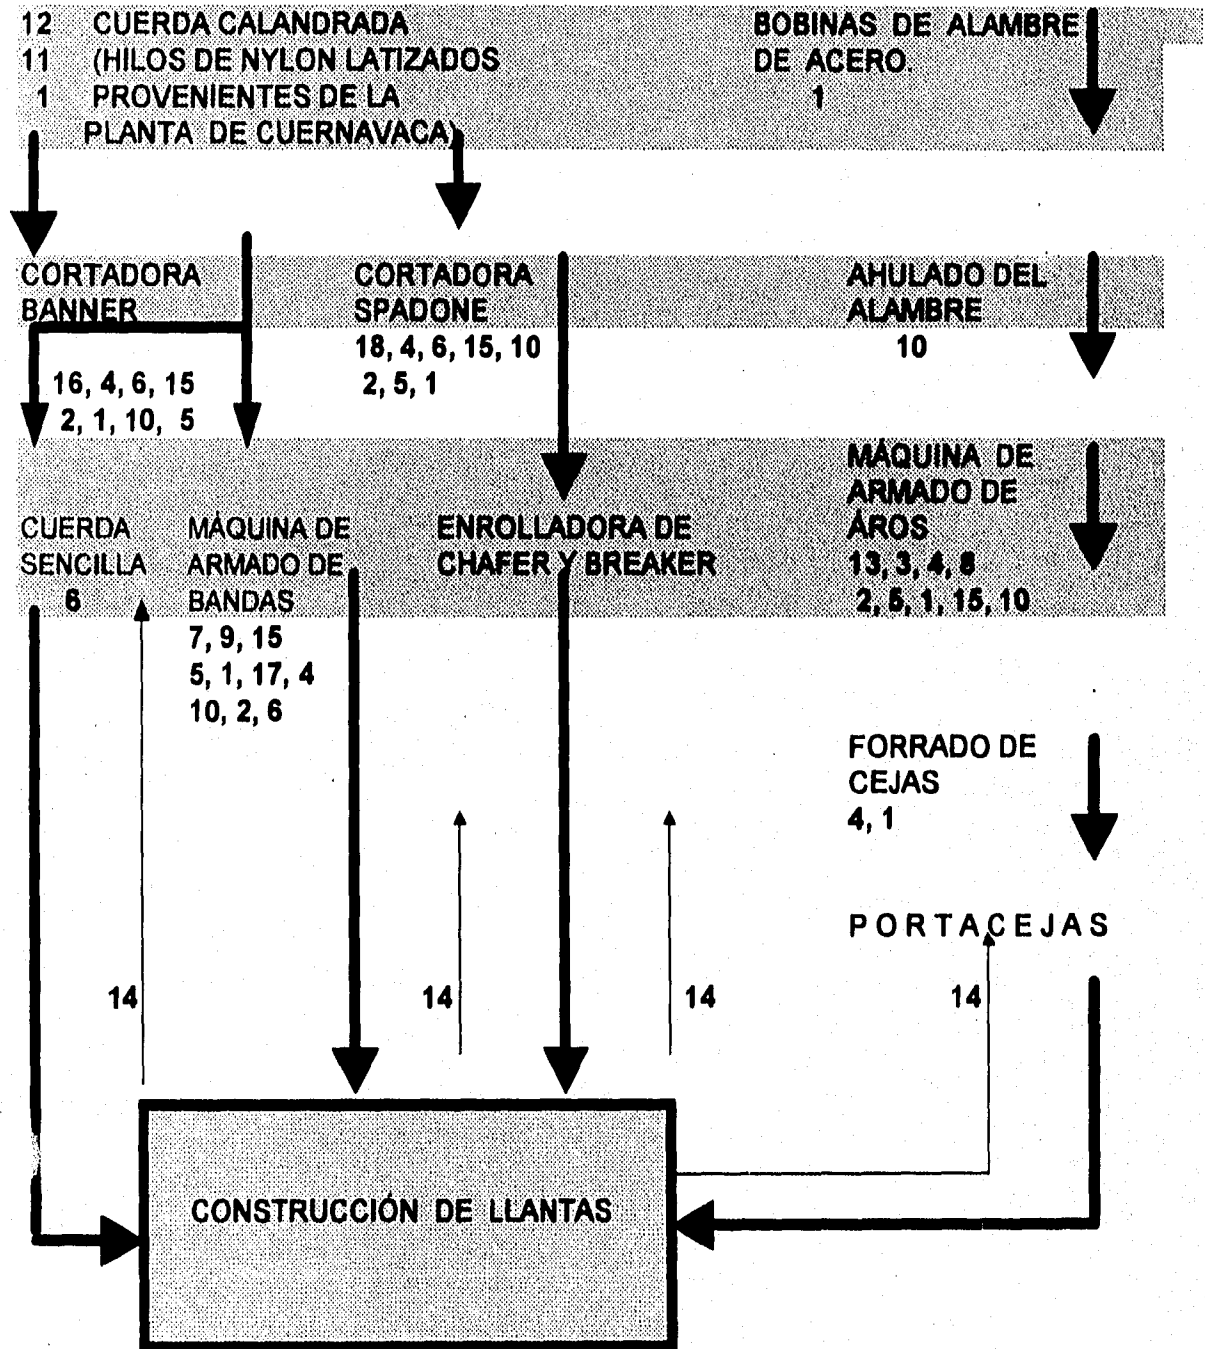 12 CUERDA CALANDRADA
11 (HILOS DE NYLON LATIZADOS
1 PROVENIENTES DE LA
PLANTA DE CUERNAVACA)
BOBINAS DE ALAMBRE
DE ACERO.
1
CORTADORA
BANNER
16, 4, 6, 15
2, 1, 10, 5
CORTADORA
SPADONE
18, 4, 6, 15, 10
2, 5, 1
AHULADO DEL
ALAMBRE
10
CUERDA
SENCILLA
6
MÁQUINA DE
ARMADO DE
BANDAS
7, 9, 15
5, 1, 17, 4
10, 2, 6
ENROLLADORA DE
CHAFER Y BREAKER
MÁQUINA DE
ARMADO DE
ÁROS
13, 3, 4, 8
2, 5, 1, 15, 10
FORRADO DE
CEJAS
4, 1
PORTACEJAS
14
14
14
14
CONSTRUCCIÓN DE LLANTAS